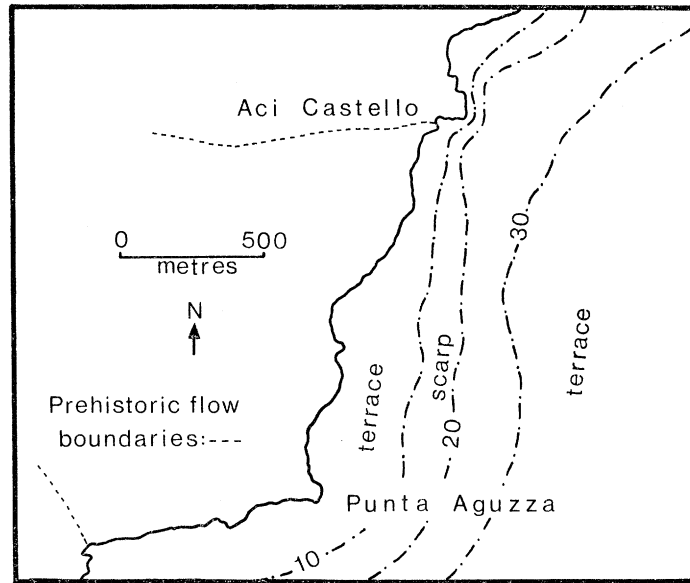 Aci Castello
0 500
metres
N
30
terrace
scarp
terrace
Prehistoric flow
boundaries:---
20
Punta Aguzza
10